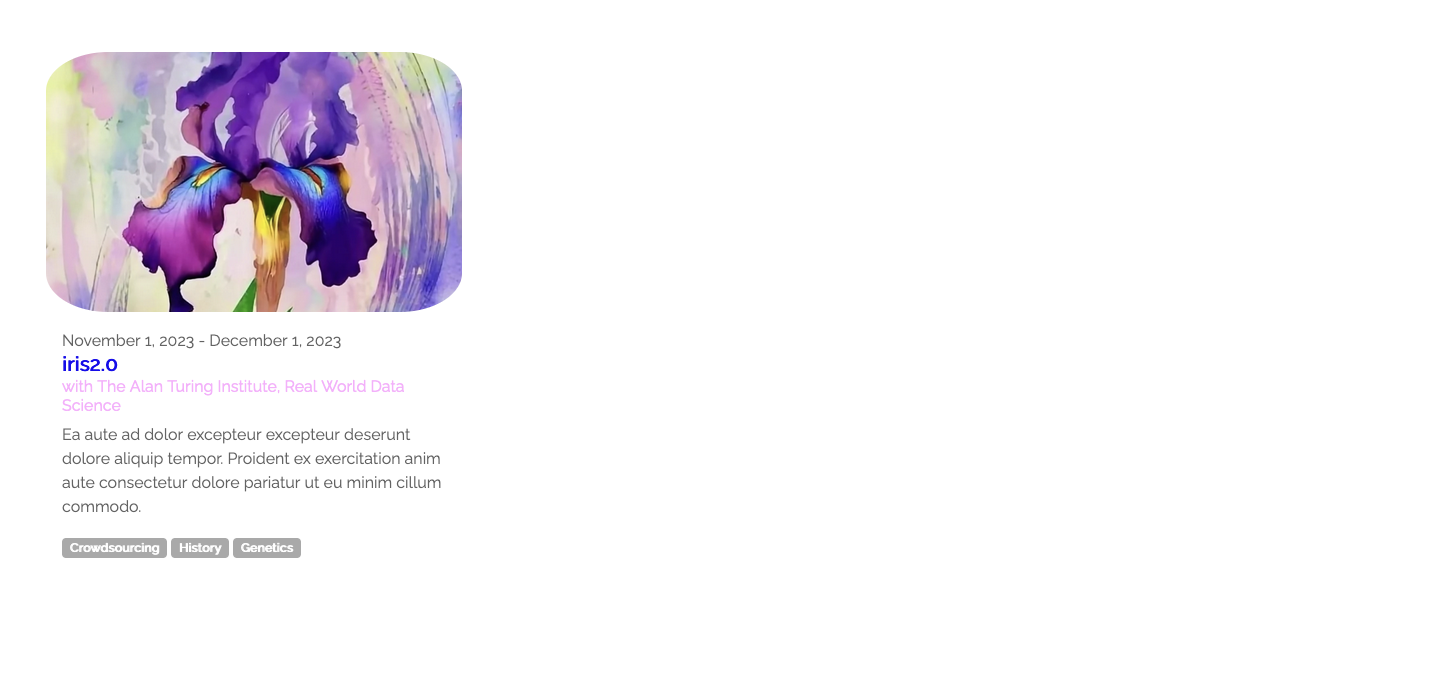 November 1, 2023 - December 1, 2023
iris2.0
with The Alan Turing Institute, Real World Data
Science
Ea aute ad dolor excepteur excepteur deserunt
dolore aliquip tempor. Proident ex exercitation anim
aute consectetur dolore pariatur ut eu minim cillum
commodo.
Crowdsourcing History Genetics